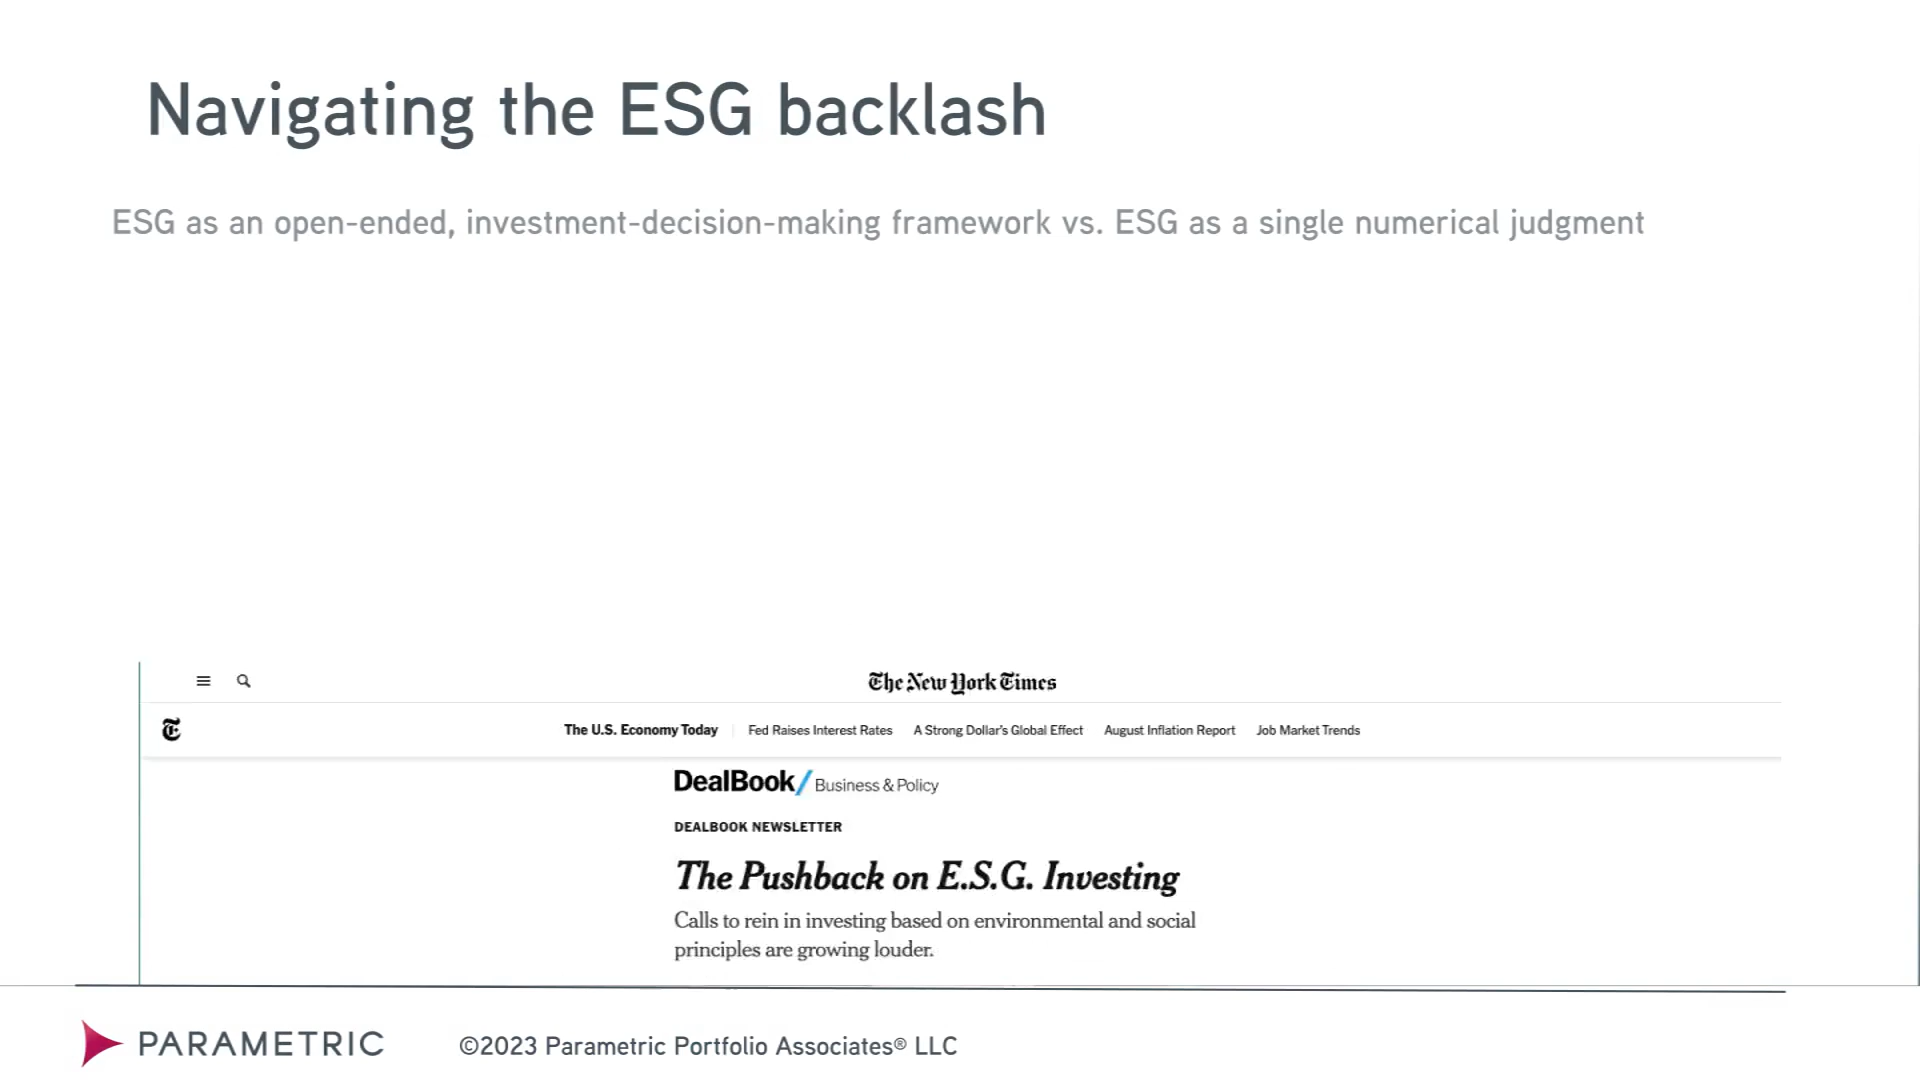 Navigating the ESG backlash
ESG as an open-ended, investment-decision-making framework vs. ESG as a single numerical judgment
The New York Times
The U.S. Economy Today Fed Raises Interest Rates A Strong Dollar's Global Effect August Inflation Report Job Market Trends
DealBook/Business & Policy
DEALBOOK NEWSLETTER
The Pushback on E.S.G. Investing
Calls to rein in investing based on environmental and social
principles are growing louder.
PARAMETRIC ©2023 Parametric Portfolio Associates® LLC